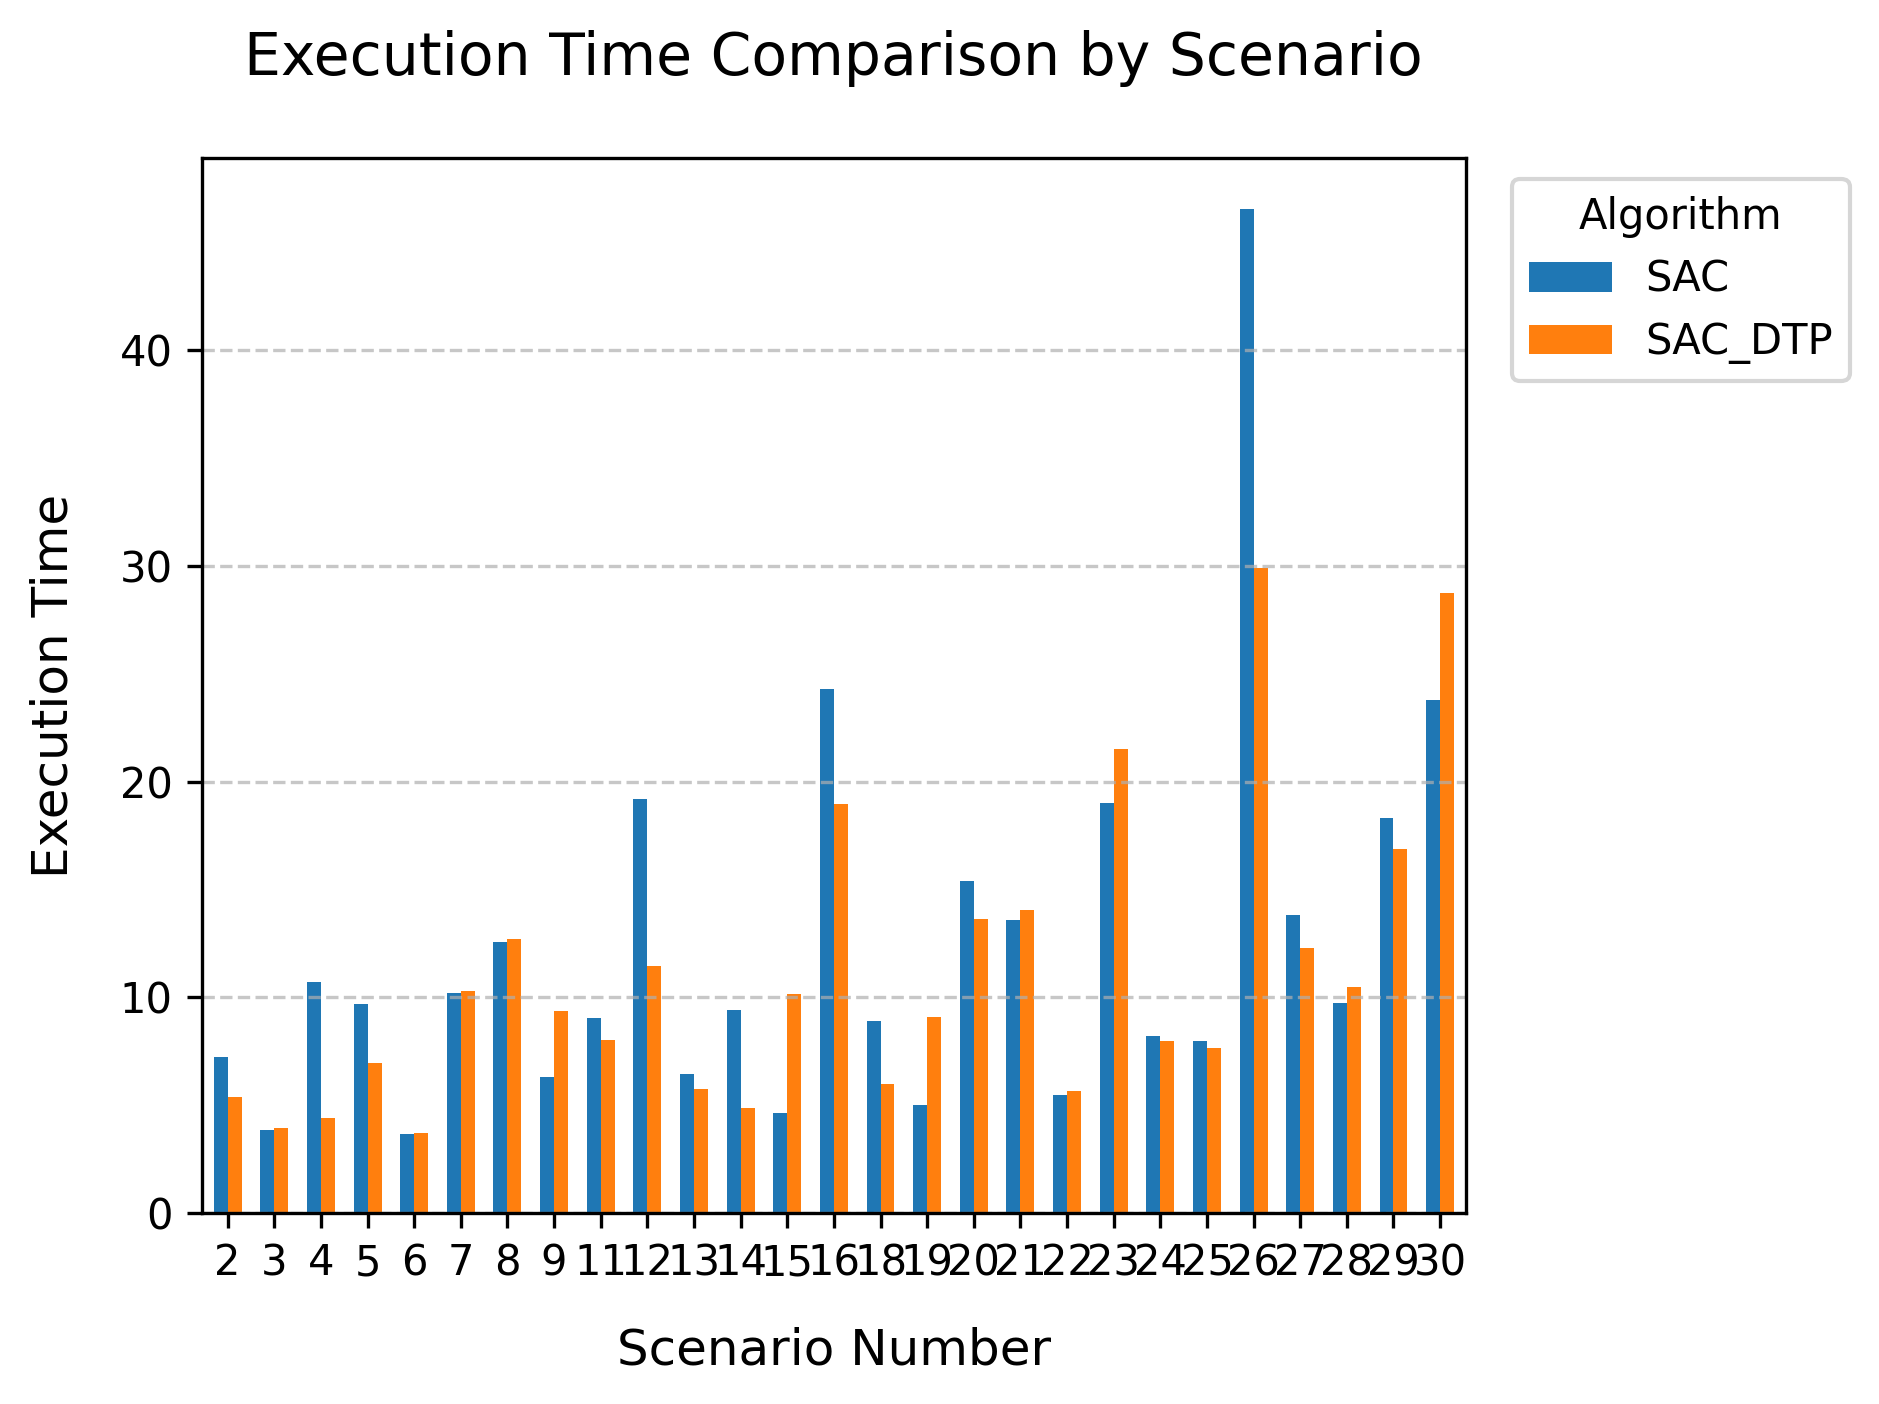 Execution Time Comparison by Scenario
Algorithm
SAC
SAC_DTP
Execution Time
40
30
20
10
0
2 3 4 5 6 7 8 9 11 12 13 14 15 16 18 19 20 21 22 23 24 25 26 27 28 29 30
Scenario Number